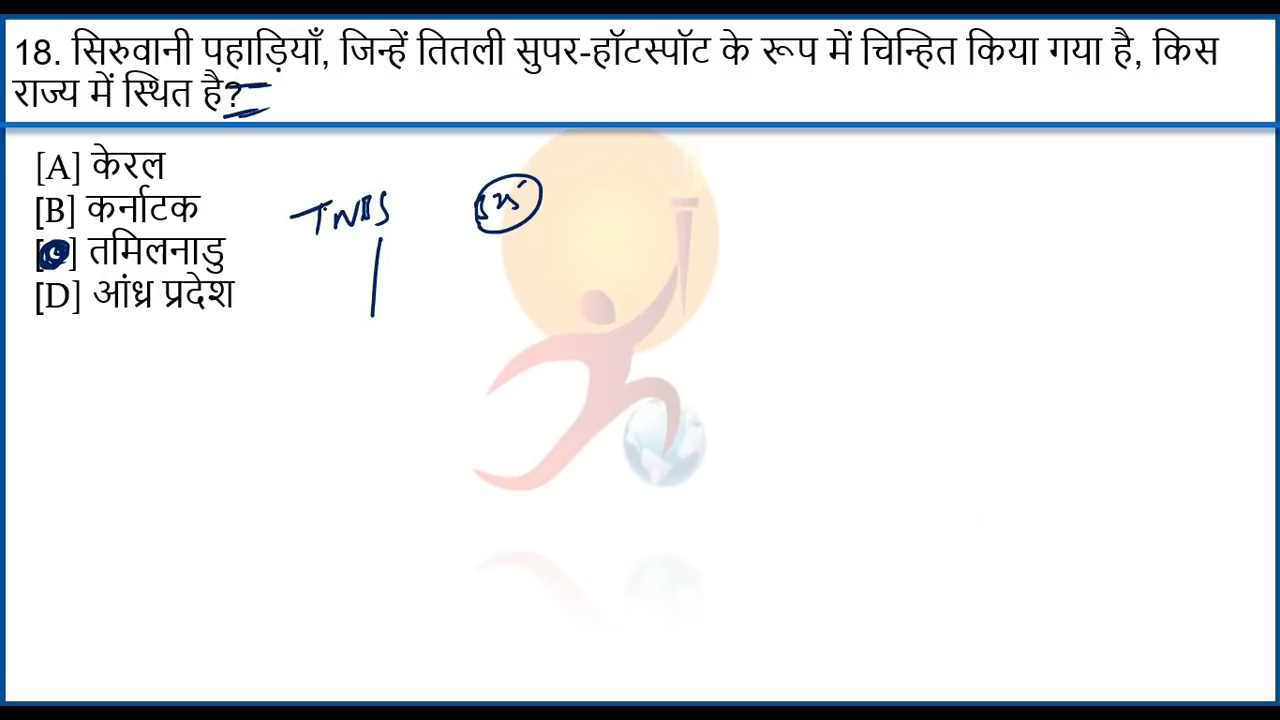 18. सिरुवानी पहाड़ियाँ, जिन्हें तितली सुपर-हॉटस्पॉट के रूप में चिन्हित किया गया है, किस
राज्य में स्थित है?
[A] केरल
[B] कर्नाटक
[C] तमिलनाडु
[D] आंध्र प्रदेश